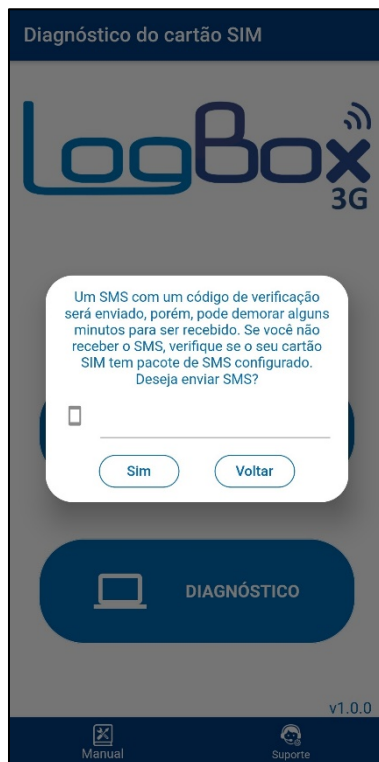 Diagnóstico do cartão SIM
LogBox
3G
Um SMS com um código de verificação
será enviado, porém, pode demorar alguns
minutos para ser recebido. Se você não
receber o SMS, verifique se o seu cartão
SIM tem pacote de SMS configurado.
Deseja enviar SMS?
Sim Voltar
DIAGNÓSTICO
v1.0.0
Manual Suporte